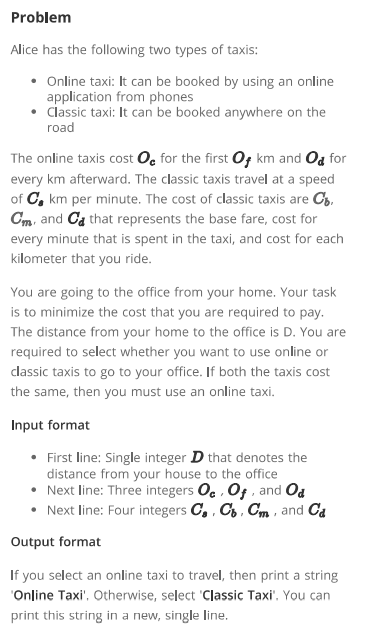 Problem
Alice has the following two types of taxis:
• Online taxi: It can be booked by using an online
application from phones
• Classic taxi: It can be booked anywhere on the
road
The online taxis cost O_c for the first O_f km and O_d for
every km afterward. The classic taxis travel at a speed
of C_s km per minute. The cost of classic taxis are C_b,
C_m, and C_d that represents the base fare, cost for
every minute that is spent in the taxi, and cost for each
kilometer that you ride.
You are going to the office from your home. Your task
is to minimize the cost that you are required to pay.
The distance from your home to the office is D. You are
required to select whether you want to use online or
classic taxis to go to your office. If both the taxis cost
the same, then you must use an online taxi.
Input format
• First line: Single integer D that denotes the
distance from your house to the office
• Next line: Three integers O_c , O_f , and O_d
• Next line: Four integers C_s , C_b , C_m , and C_d
Output format
If you select an online taxi to travel, then print a string
'Online Taxi'. Otherwise, select 'Classic Taxi'. You can
print this string in a new, single line.